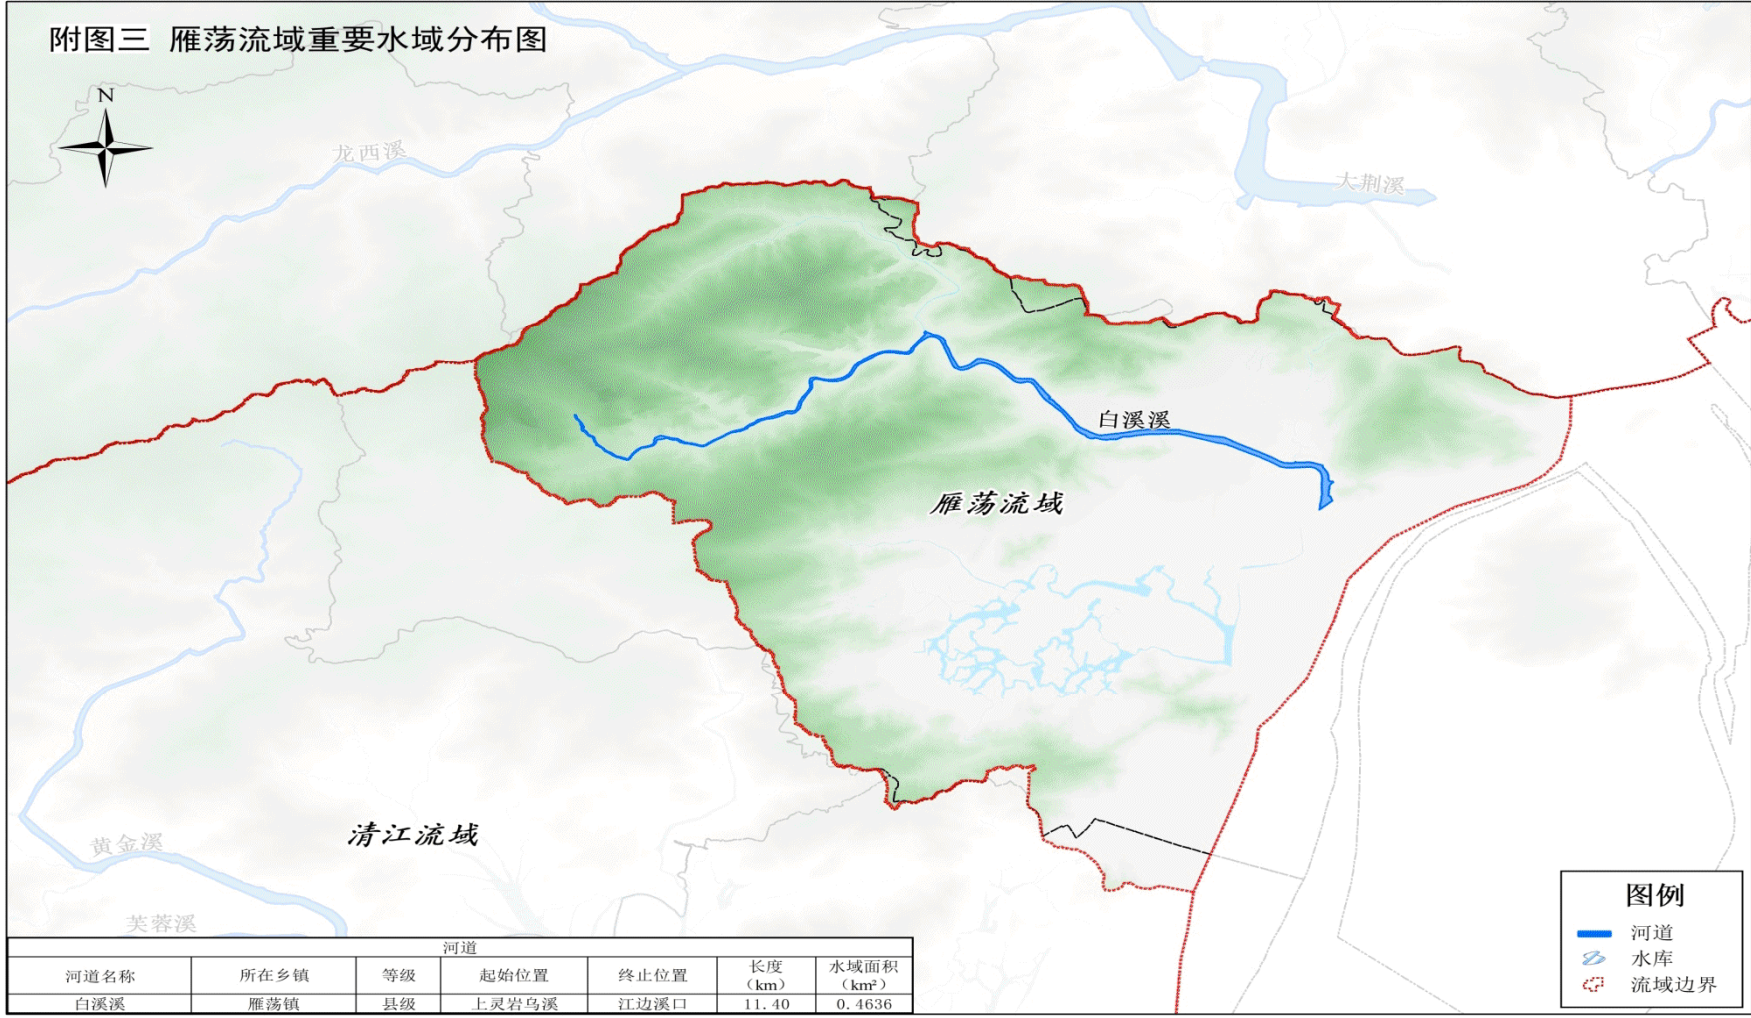 附图三 雁荡流域重要水域分布图
N
龙西溪
大荆溪
白溪溪
雁荡流域
清江流域
黄金溪
芙蓉溪
图例
河道
水库
流域边界
河道
河道名称 所在乡镇 等级 起始位置 终止位置 长度（km） 水域面积（km²）
白溪溪 雁荡镇 县级 上灵岩乌溪 江边溪口 11.40 0.4636